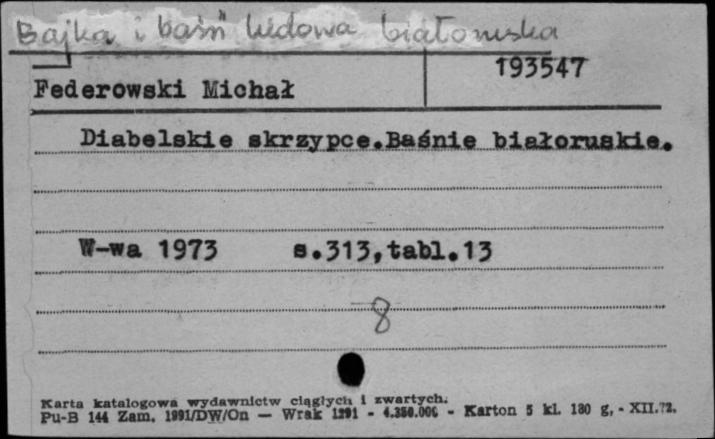 Bajka i baśń ludowa białoruska
193547
Federowski Michał
Diabelskie skrzypce.Baśnie białoruskie.
W-wa 1973 s.313,tabl.13
8
Karta katalogowa wydawnictw ciągłych i zwartych.
Pu-B 144 Zam. 1991/DW/On — Wrak 1291 - 4.350.000 - Karton 5 kl. 180 g, - XII.72.